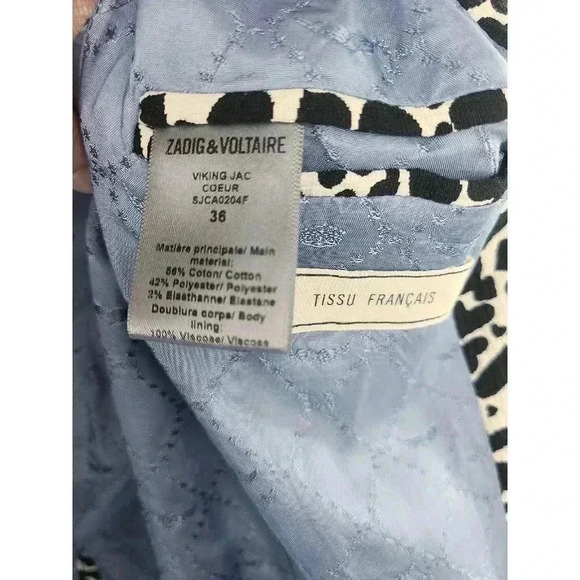 ZADIG&VOLTAIRE
VIKING JAC
COEUR
SJCA0204F
36
Matière principale/ Main
material:
56% Coton/ Cotton
42% Polyester/ Polyester
2% Elasthanne/ Elastane
Doublure corps/ Body
lining:
100% Viscose/ Viscose
TISSU FRANÇAIS